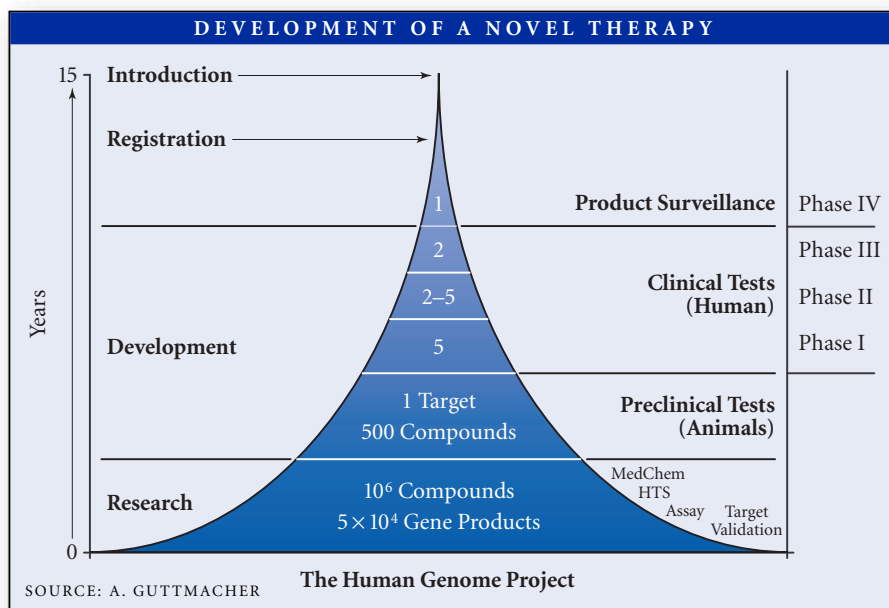 DEVELOPMENT OF A NOVEL THERAPY
15
Introduction
Registration
1
Product Surveillance
Phase IV
2
Phase III
2–5
Clinical Tests
(Human)
Phase II
Years
Development
5
Phase I
1 Target
500 Compounds
Preclinical Tests
(Animals)
Research
10⁶ Compounds
5×10⁴ Gene Products
MedChem
HTS
Assay
Target
Validation
0
The Human Genome Project
SOURCE: A. GUTTMACHER